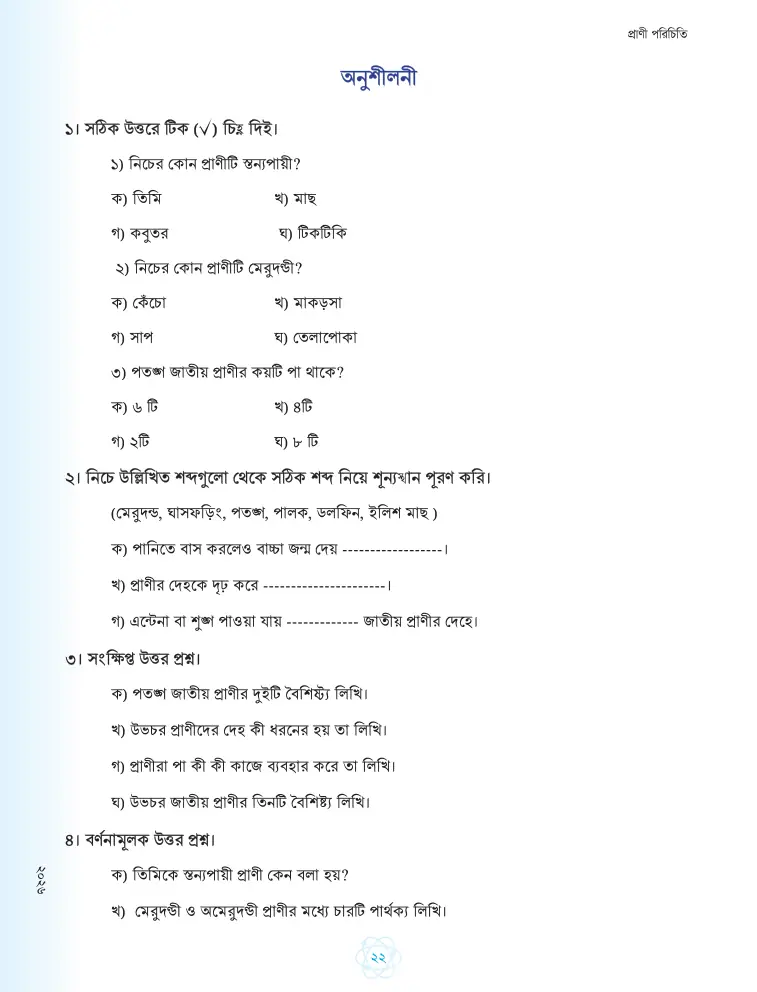 প্রাণী পরিচিতি
অনুশীলনী
১। সঠিক উত্তরে টিক (√) চিহ্ন দিই।
১) নিচের কোন প্রাণীটি স্তন্যপায়ী?
ক) তিমি খ) মাছ
গ) কবুতর ঘ) টিকটিকি
২) নিচের কোন প্রাণীটি মেরুদণ্ডী?
ক) কেঁচো খ) মাকড়সা
গ) সাপ ঘ) তেলাপোকা
৩) পতঙ্গ জাতীয় প্রাণীর কয়টি পা থাকে?
ক) ৬ টি খ) ৪টি
গ) ২টি ঘ) ৮ টি
২। নিচে উল্লিখিত শব্দগুলো থেকে সঠিক শব্দ নিয়ে শূন্যস্থান পূরণ করি।
(মেরুদন্ড, ঘাসফড়িং, পতঙ্গ, পালক, ডলফিন, ইলিশ মাছ )
ক) পানিতে বাস করলেও বাচ্চা জন্ম দেয় ------------------।
খ) প্রাণীর দেহকে দৃঢ় করে ----------------------।
গ) এন্টেনা বা শুঙ্গ পাওয়া যায় ------------- জাতীয় প্রাণীর দেহে।
৩। সংক্ষিপ্ত উত্তর প্রশ্ন।
ক) পতঙ্গ জাতীয় প্রাণীর দুইটি বৈশিষ্ট্য লিখি।
খ) উভচর প্রাণীদের দেহ কী ধরনের হয় তা লিখি।
গ) প্রাণীরা পা কী কী কাজে ব্যবহার করে তা লিখি।
ঘ) উভচর জাতীয় প্রাণীর তিনটি বৈশিষ্ট্য লিখি।
৪। বর্ণনামূলক উত্তর প্রশ্ন।
ক) তিমিকে স্তন্যপায়ী প্রাণী কেন বলা হয়?
খ) মেরুদণ্ডী ও অমেরুদণ্ডী প্রাণীর মধ্যে চারটি পার্থক্য লিখি।
২০২৫
২২